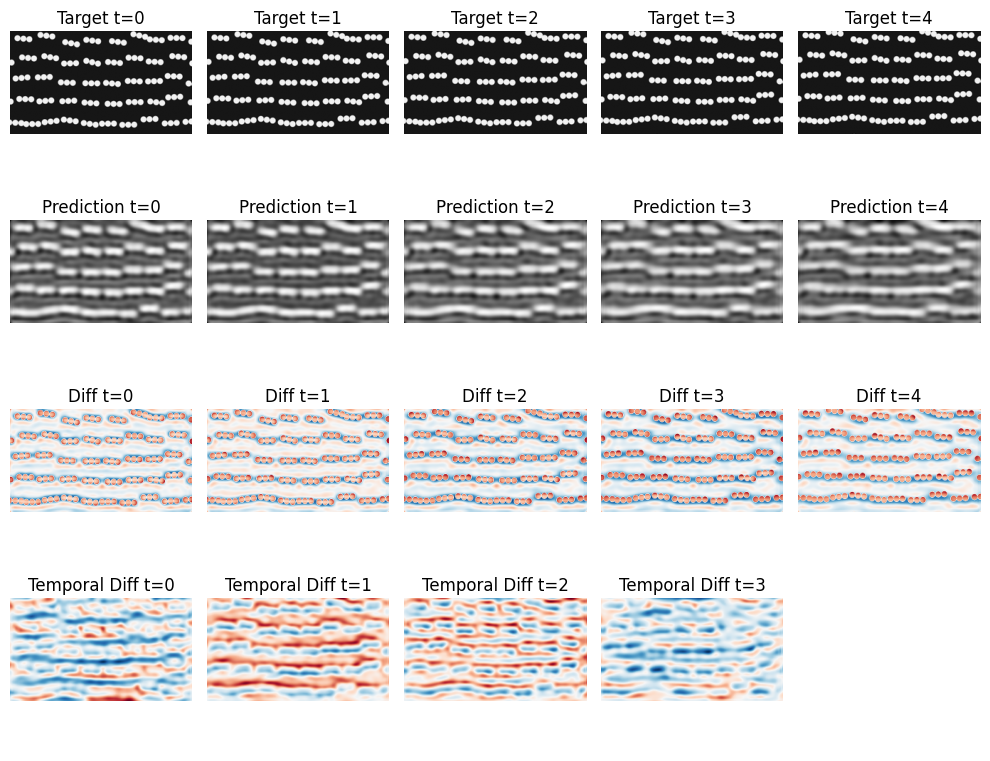 Target t=0 Target t=1 Target t=2 Target t=3 Target t=4
Prediction t=0 Prediction t=1 Prediction t=2 Prediction t=3 Prediction t=4
Diff t=0 Diff t=1 Diff t=2 Diff t=3 Diff t=4
Temporal Diff t=0 Temporal Diff t=1 Temporal Diff t=2 Temporal Diff t=3